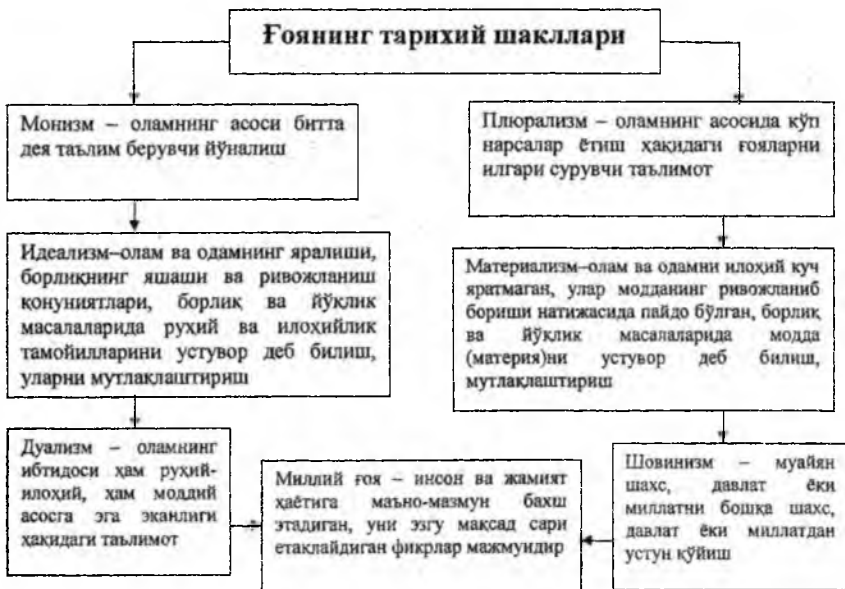 Ғоянинг тарихий шакллари
Монизм – оламнинг асоси битта
дея таълим берувчи йўналиш
Плюрализм – оламнинг асосида кўп
нарсалар ётиш ҳақидаги ғояларни
илгари сурувчи таълимот
Идеализм–олам ва одамнинг яралиши,
борлиқнинг яшаши ва ривожланиш
қонуниятлари, борлиқ ва йўқлик
масалаларида руҳий ва илоҳийлик
тамойилларини устувор деб билиш,
уларни мутлақлаштириш
Материализм–олам ва одамни илоҳий куч
яратмаган, улар модданинг ривожланиб
бориши натижасида пайдо бўлган, борлиқ
ва йўқлик масалаларида модда
(материя)ни устувор деб билиш,
мутлақлаштириш
Дуализм – оламнинг
ибтидоси ҳам руҳий-
илоҳий, ҳам моддий
асосга эга эканлиги
ҳақидаги таълимот
Миллий ғоя – инсон ва жамият
ҳаётига маъно-мазмун бахш
этадиган, уни эзгу мақсад сари
етаклайдиган фикрлар мажмуидир
Шовинизм – муайян
шахс, давлат ёки
миллатни бошқа шахс,
давлат ёки миллатдан
устун қўйиш